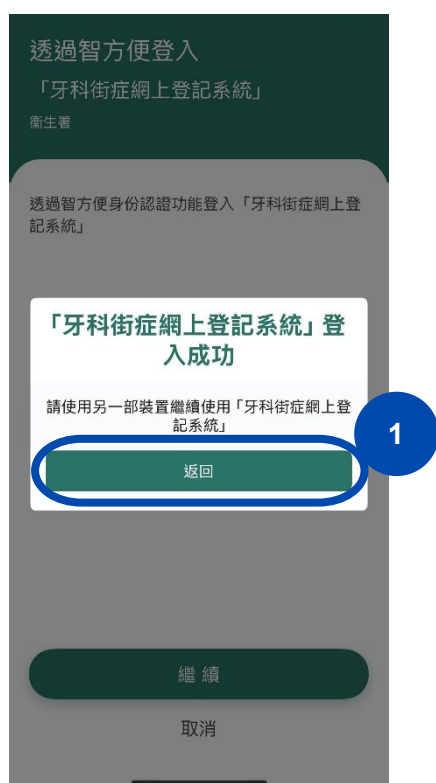 透過智方便登入
「牙科街症網上登記系統」
衞生署
透過智方便身份認證功能登入「牙科街症網上登
記系統」
「牙科街症網上登記系統」登
入成功
請使用另一部裝置繼續使用「牙科街症網上登
記系統」
1
返回
繼續
取消